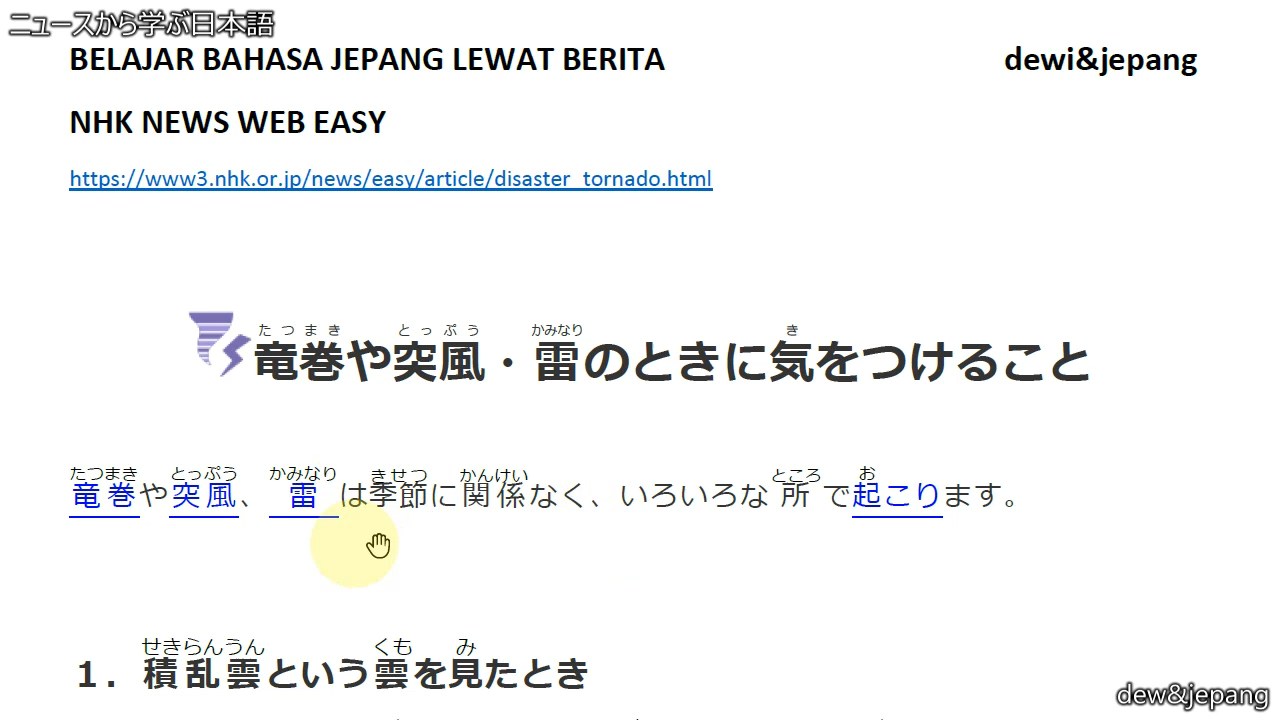 ニュースから学ぶ日本語
BELAJAR BAHASA JEPANG LEWAT BERITA dewi&jepang
NHK NEWS WEB EASY
https://www3.nhk.or.jp/news/easy/article/disaster_tornado.html
たつまき とっぷう かみなり き
竜巻や突風・雷のときに気をつけること
たつまき とっぷう かみなり きせつ かんけい ところ お
竜巻や突風、雷は季節に関係なく、いろいろな所で起こります。
せきらんうん くも み
1．積乱雲という雲を見たとき
dew&jepang